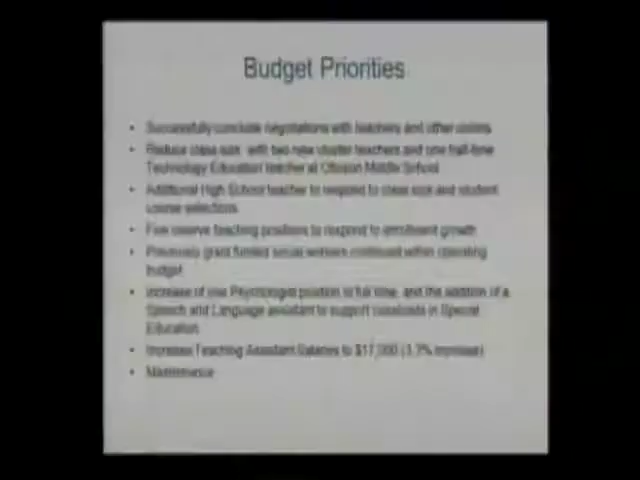 Budget Priorities
• Successfully conclude negotiations with teachers and other unions
• Reduce class size with two new cluster teachers and one half-time
Technology Education teacher at Ottoson Middle School
• Additional High School teacher to respond to class size and student
course selections
• Five reserve teaching positions to respond to enrollment growth
• Previously grant funded social workers continued within operating
budget
• Increase of one Psychologist position to full time, and the addition of a
Speech and Language assistant to support caseloads in Special
Education
• Increase Teaching Assistant Salaries to (3.7% increase)
• Maintenance